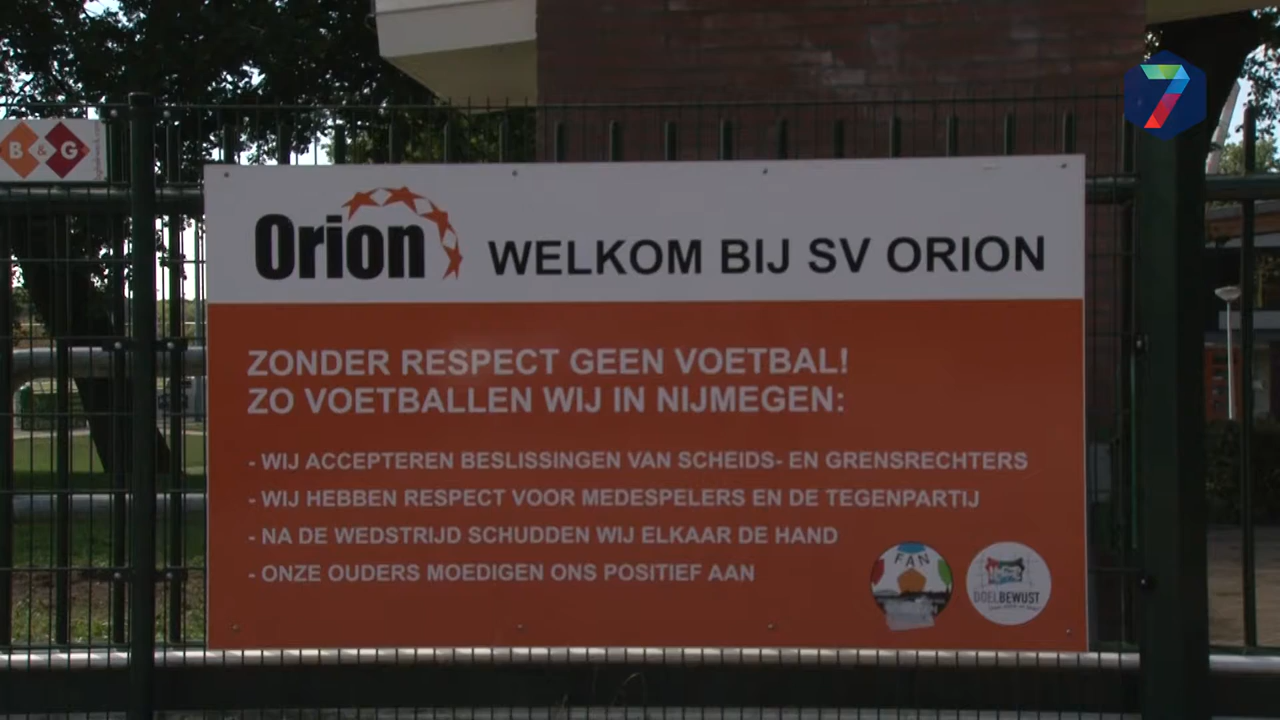 7
B & G
Orion
WELKOM BIJ SV ORION
ZONDER RESPECT GEEN VOETBAL!
ZO VOETBALLEN WIJ IN NIJMEGEN:
- WIJ ACCEPTEREN BESLISSINGEN VAN SCHEIDS- EN GRENSRECHTERS
- WIJ HEBBEN RESPECT VOOR MEDESPELERS EN DE TEGENPARTIJ
- NA DE WEDSTRIJD SCHUDDEN WIJ ELKAAR DE HAND
- ONZE OUDERS MOEDIGEN ONS POSITIEF AAN
FAN
DOELBEWUST